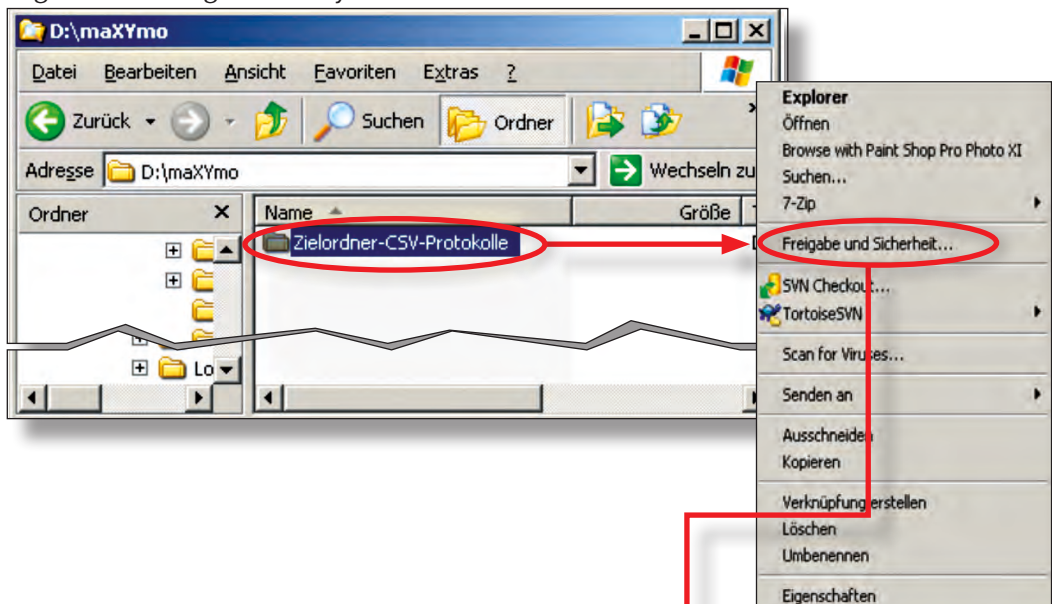 D:\maXYmo
Datei Bearbeiten Ansicht Favoriten Extras ?
Zurück Suchen Ordner
Adresse D:\maXYmo Wechseln zu
Ordner
Name Größe
Zielordner-CSV-Protokolle
Lo
Explorer
Öffnen
Browse with Paint Shop Pro Photo XI
Suchen...
7-Zip
Freigabe und Sicherheit...
SVN Checkout...
TortoiseSVN
Scan for Viruses...
Senden an
Ausschneiden
Kopieren
Verknüpfung erstellen
Löschen
Umbenennen
Eigenschaften